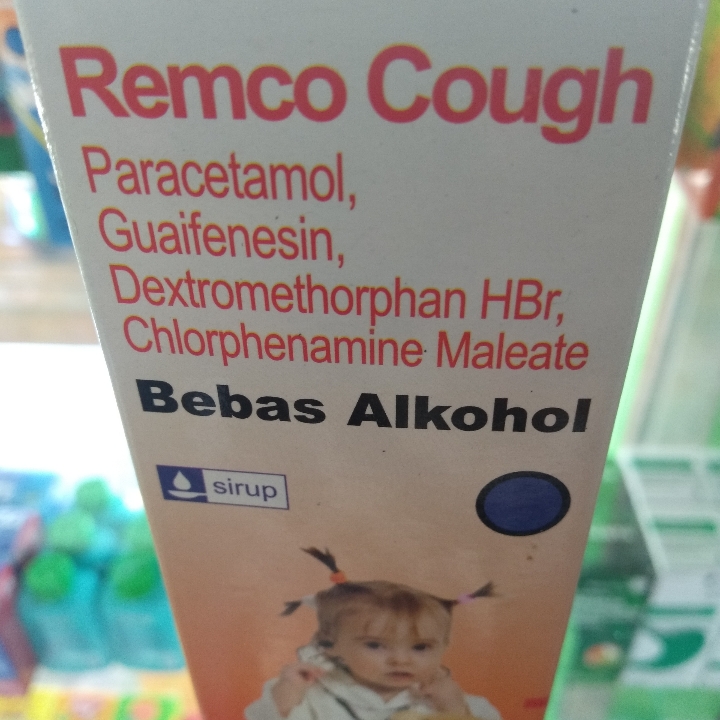 Remco Cough
Paracetamol,
Guaifenesin,
Dextromethorphan HBr,
Chlorphenamine Maleate
Bebas Alkohol
sirup